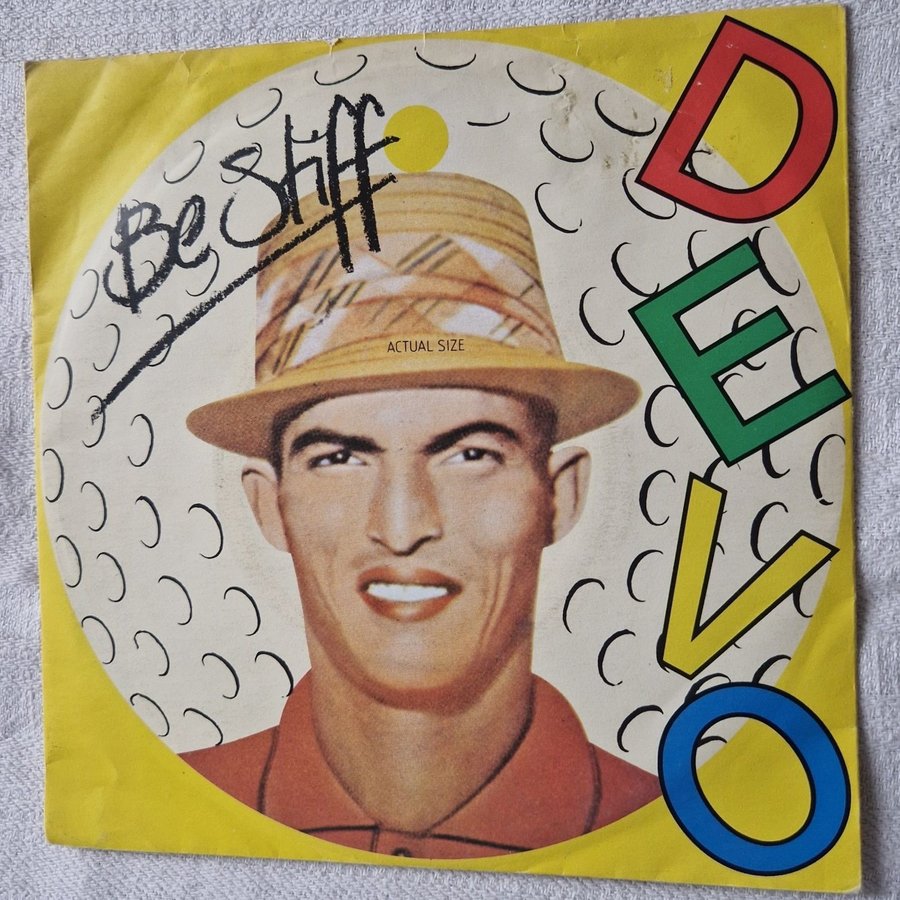 Be Stiff
ACTUAL SIZE
DEVO